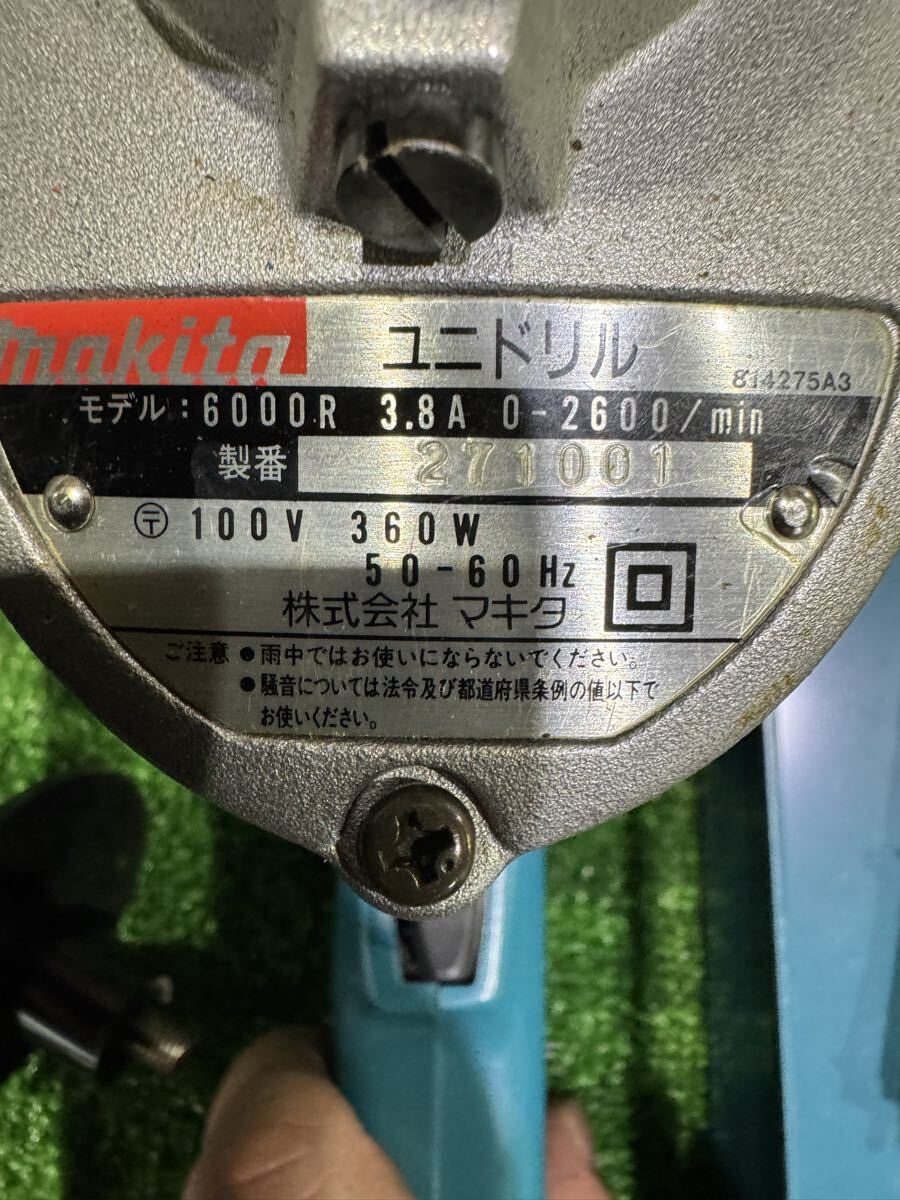 makita ユニドリル
814275A3
モデル : 6000R 3.8A 0-2600/min
製番 271001
〒 100V 360W
50-60Hz
株式会社 マキタ
ご注意 ● 雨中ではお使いにならないでください。
● 騒音については法令及び都道府県条例の値以下で
お使いください。